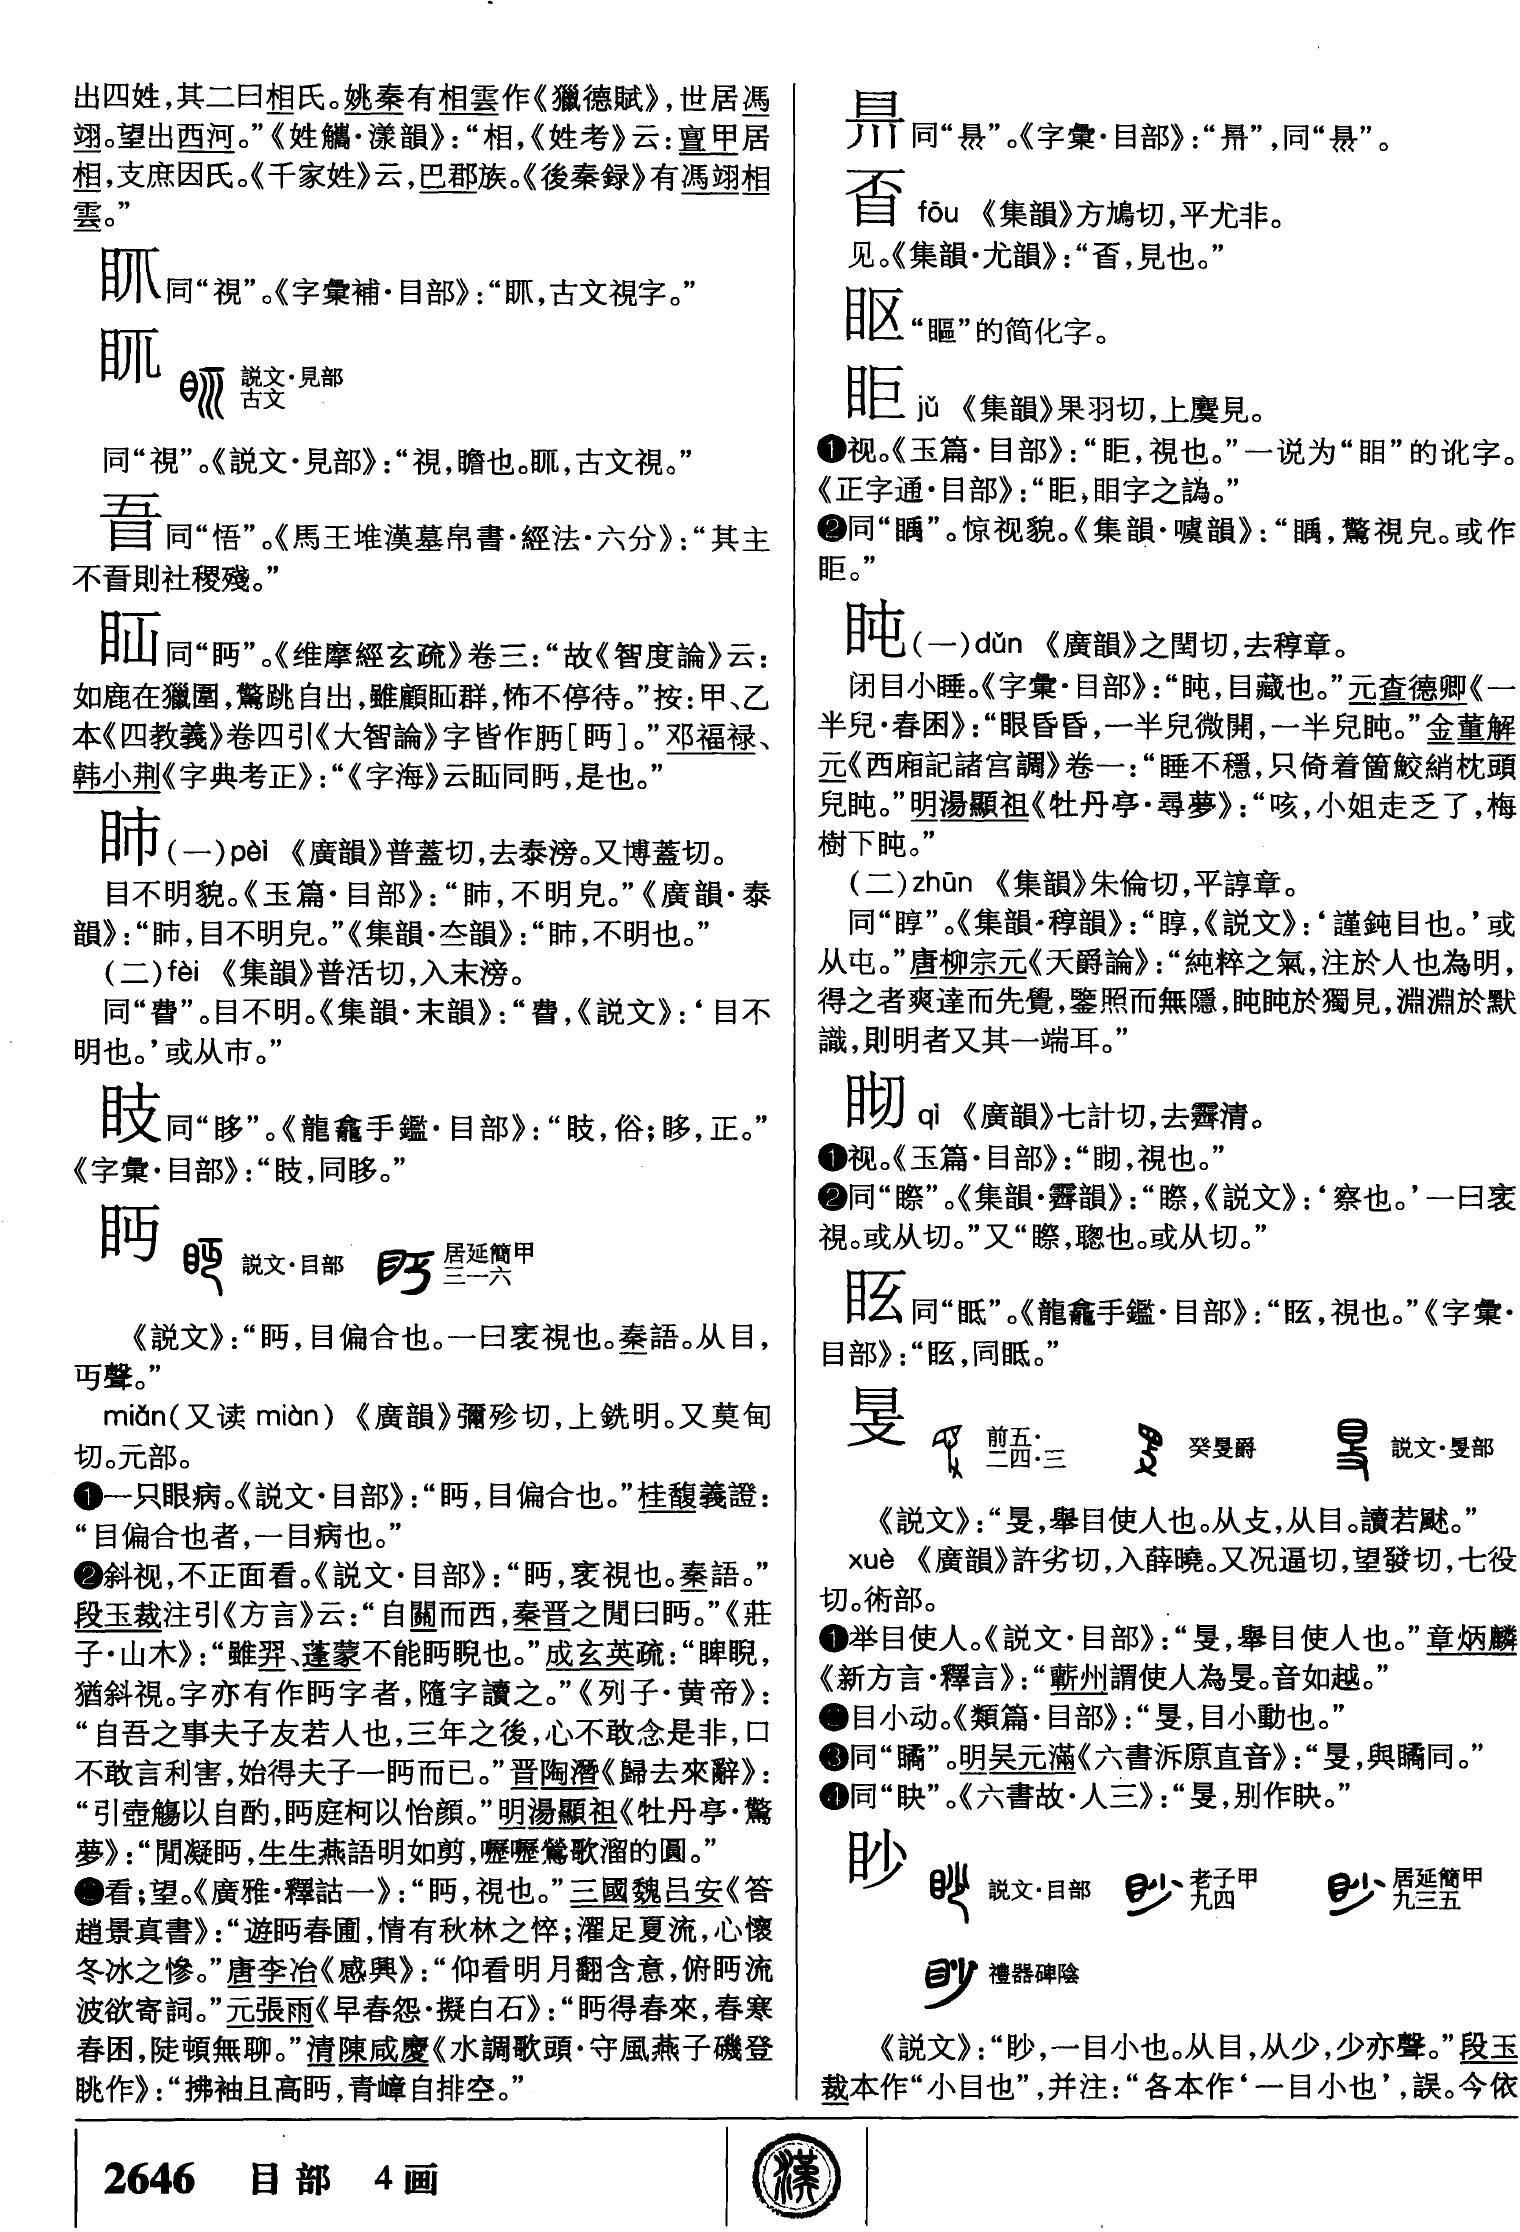 出四姓,其二曰相氏。姚秦有相雲作《獵德賦》,世居馮
翊。望出西河。”《姓觿·漾韻》:“相,《姓考》云:亶甲居
相,支庶因氏。《千家姓》云,巴郡族。《後秦録》有馮翊相
雲。”
同“視”。《字彙補·目部》:“眎,古文視字。”
説文·見部
古文
同“視”。《説文·見部》:“視,瞻也。眡,古文視。”
同“悟”。《馬王堆漢墓帛書·經法·六分》:“其主
不吾則社稷殘。”
同“眄”。《维摩經玄疏》卷三:“故《智度論》云:
如鹿在獵圍,驚跳自出,雖顧群,怖不停待。”按:甲、乙
本《四教義》卷四引《大智論》字皆作[眄]。”邓福禄、
韩小荆《字典考正》:“《字海》云同眄,是也。”
(一)pèi 《廣韻》普蓋切,去泰滂。又博蓋切。
目不明貌。《玉篇·目部》:“,不明皃。”《廣韻·泰
韻》:“,目不明皃。”《集韻·夳韻》:“,不明也。”
(二)fèi 《集韻》普活切,入末滂。
同“䀟”。目不明。《集韻·末韻》:“,《説文》:‘目不
明也。’或从巿。”
同“眵”。《龍龕手鑑·目部》:“䀢,俗;眵,正。”
《字彙·目部》:“,同眵。”
眄
説文·目部 居延簡甲
三一六
《説文》:“眄,目偏合也。一曰衺視也。秦語。从目,
丏聲。”
miǎn(又读 miàn) 《廣韻》彌殄切,上銑明。又莫甸
切。元部。
❶一只眼病。《説文·目部》:“眄,目偏合也。”桂馥義證:
“目偏合也者,一目病也。”
❷斜视,不正面看。《説文·目部》:“眄,衺視也。秦語。”
段玉裁注引《方言》云:“自關而西,秦晋之閒曰眄。”《莊
子·山木》:“雖羿、蓬蒙不能眄睨也。”成玄英疏:“睥睨,
猶斜視。字亦有作眄字者,隨字讀之。”《列子·黄帝》:
“自吾之事夫子友若人也,三年之後,心不敢念是非,口
不敢言利害,始得夫子一眄而已。”晋陶潛《歸去來辭》:
“引壺觴以自酌,眄庭柯以怡顔。”明湯顯祖《牡丹亭·驚
夢》:“閒凝眄,生生燕語明如剪,嚦嚦鶯歌溜的圓。”
❸看;望。《廣雅·釋詁一》:“眄,視也。”三國魏吕安《答
趙景真書》:“遊眄春圃,情有秋林之悴;濯足夏流,心懷
冬冰之慘。”唐李冶《感興》:“仰看明月翻含意,俯眄流
波欲寄詞。”元張雨《早春怨·擬白石》:“眄得春來,春寒
春困,陡頓無聊。”清陳咸慶《水調歌頭·守風燕子磯登
眺作》:“拂袖且高眄,青嶂自排空。”
同“昦”。《字彙·目部》:“”,同“昦”。
fōu 《集韻》方鳩切,平尤非。
见。《集韻·尤韻》:“,見也。”
眍 “瞘”的简化字。
jǔ 《集韻》果羽切,上麌見。
❶视。《玉篇·目部》:“,視也。”一说为“”的讹字。
《正字通·目部》:“,字之譌。”
❷同“瞴”。惊视貌。《集韻·噳韻》:“,驚視皃。或作
。”
盹 (一)dǔn 《廣韻》之閏切,去稕章。
闭目小睡。《字彙·目部》:“盹,目藏也。”元查德卿《一
半兒·春困》:“眼昏昏,一半兒微開,一半兒盹。”金董解
元《西廂記諸宫調》卷一:“睡不穩,只倚着箇鮫綃枕頭
兒盹。”明湯顯祖《牡丹亭·尋夢》:“咳,小姐走乏了,梅
樹下盹。”
(二)zhūn 《集韻》朱倫切,平諄章。
同“啍”。《集韻·稕韻》:“,《説文》:‘謹鈍目也。’或
从屯。”唐柳宗元《天爵論》:“純粹之氣,注於人也為明,
得之者爽達而先覺,鑒照而無隱,盹盹於獨見,淵淵於默
識,則明者又其一端耳。”
qì 《廣韻》七計切,去霽清。
❶视。《玉篇·目部》:“,視也。”
❷同“瞭”。《集韻·霽韻》:“瞭,《説文》:‘察也。’一曰衺
視。或从切。”又“,聰也。或从切。”
同“眡”。《龍龕手鑑·目部》:“,視也。”《字彙·
目部》:“,同眡。”
䀏
前五·
二四·三 癸𥄎爵 説文·𥄎部
《説文》:“𥄎,舉目使人也。从攴,从目。讀若䫻。”
xuè 《廣韻》許劣切,入薛曉。又况逼切,望發切,七役
切。術部。
❶举目使人。《説文·目部》:“𥄎,舉目使人也。”章炳麟
《新方言·釋言》:“蘄州謂使人為𥄎。音如越。”
❷目小动。《類篇·目部》:“𥄎,目小動也。”
❸同“瞲”。明吴元滿《六書泝原直音》:“𥄎,與瞲同。”
❹同“眣”。《六書故·人三》:“𥄎,别作。”
眇
説文·目部 老子甲
九四 居延簡甲
九三五
禮器碑陰
《説文》:“眇,一目小也。从目,从少,少亦聲。”段玉
裁本作“小目也”,并注:“各本作‘一目小也’,誤。今依
2646 目部 4画
漢